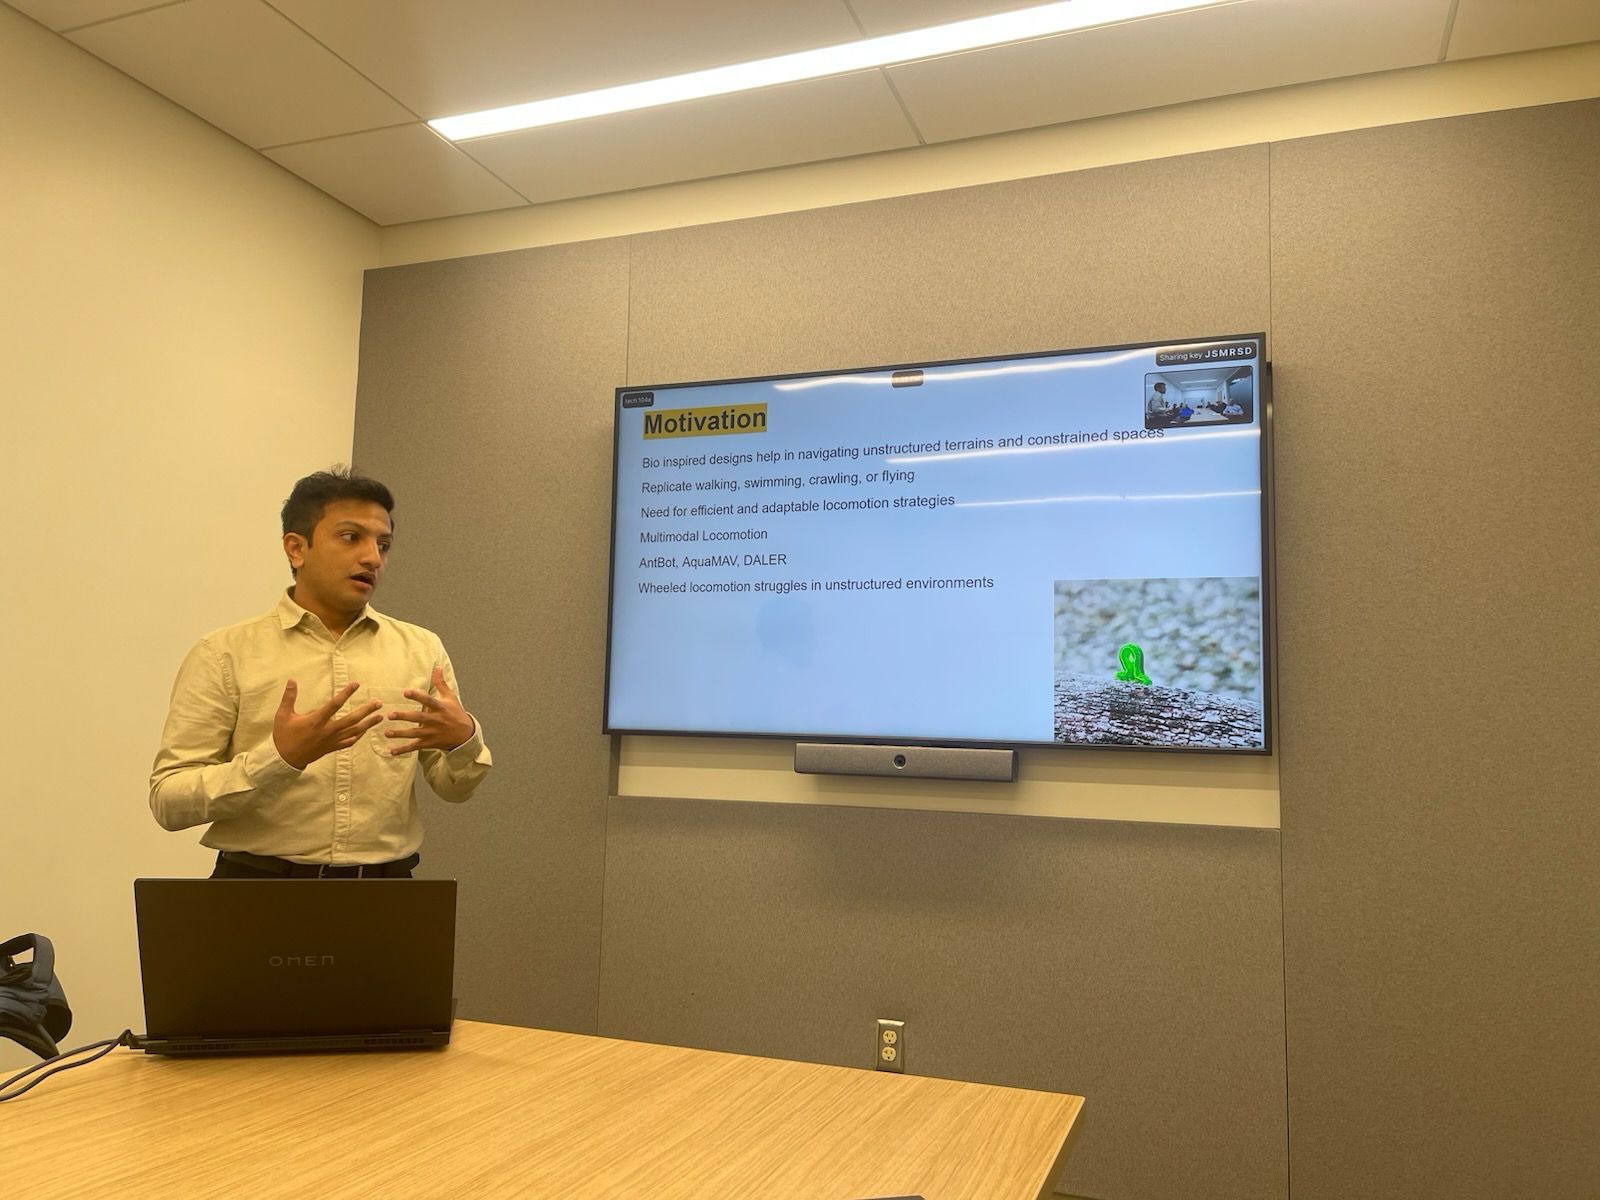 tech.104a
Sharing key JSMRSD
Motivation
Bio inspired designs help in navigating unstructured terrains and constrained spaces
Replicate walking, swimming, crawling, or flying
Need for efficient and adaptable locomotion strategies
Multimodal Locomotion
AntBot, AquaMAV, DALER
Wheeled locomotion struggles in unstructured environments
OMEN